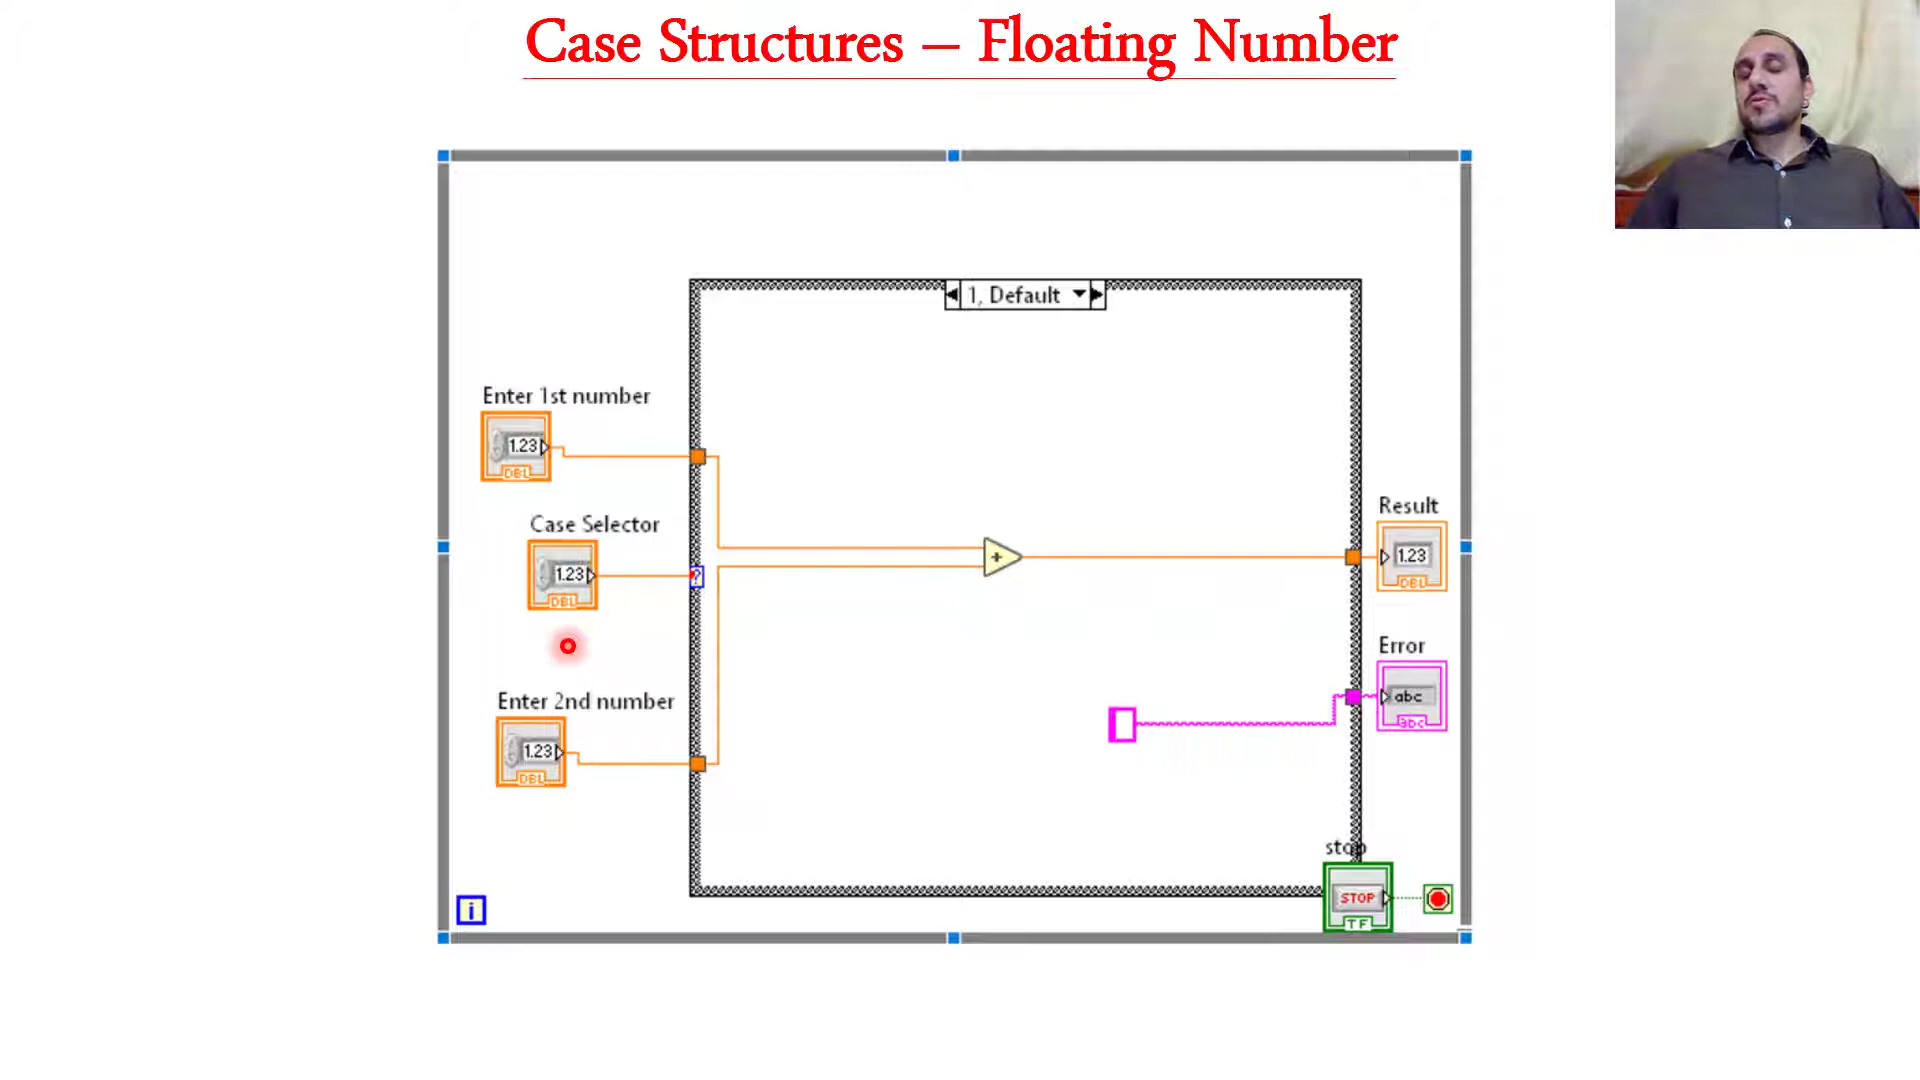 Case Structures – Floating Number
1, Default
Enter 1st number
1.23
DBL
Case Selector
1.23
DBL
?
+
Result
1.23
DBL
Error
abc
abc
Enter 2nd number
1.23
DBL
stop
STOP
TF
i